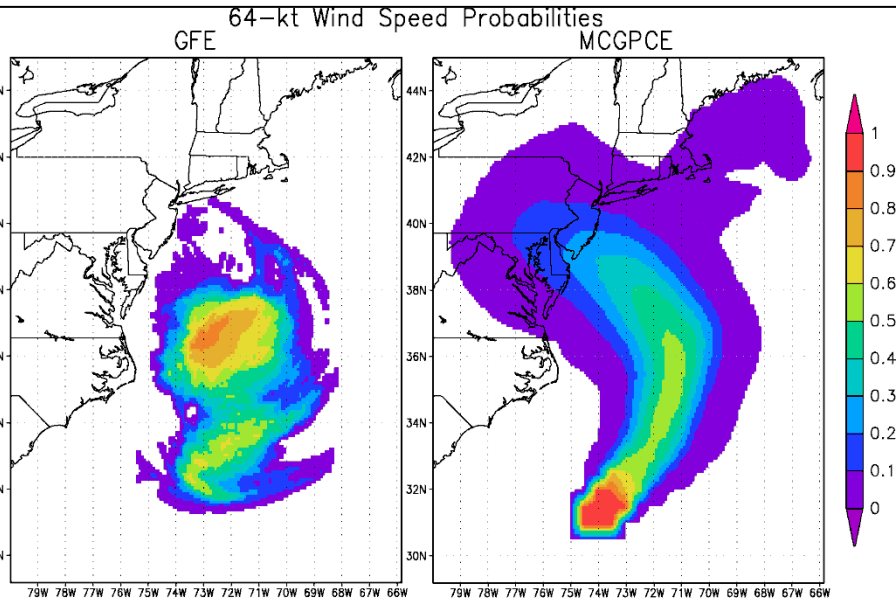 64-kt Wind Speed Probabilities
GFE
MCGPCE
N
N
N
N
N
N
N
N
44N
42N
40N
38N
36N
34N
32N
30N
79W 78W 77W 76W 75W 74W 73W 72W 71W 70W 69W 68W 67W 66W
79W 78W 77W 76W 75W 74W 73W 72W 71W 70W 69W 68W 67W 66W
1
0.9
0.8
0.7
0.6
0.5
0.4
0.3
0.2
0.1
0